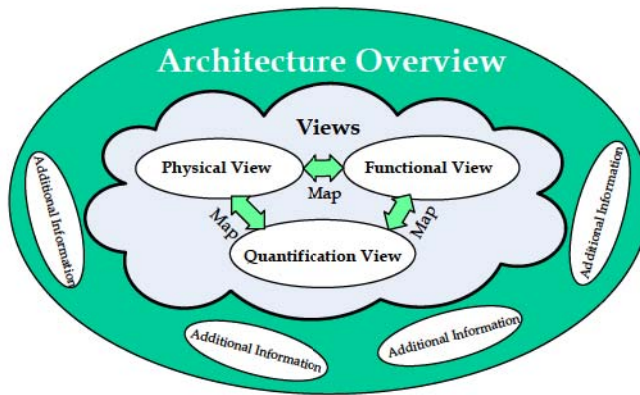 Architecture Overview
Views
Physical View
Functional View
Map
Map
Map
Quantification View
Additional Information
Additional Information
Additional Information
Additional Information